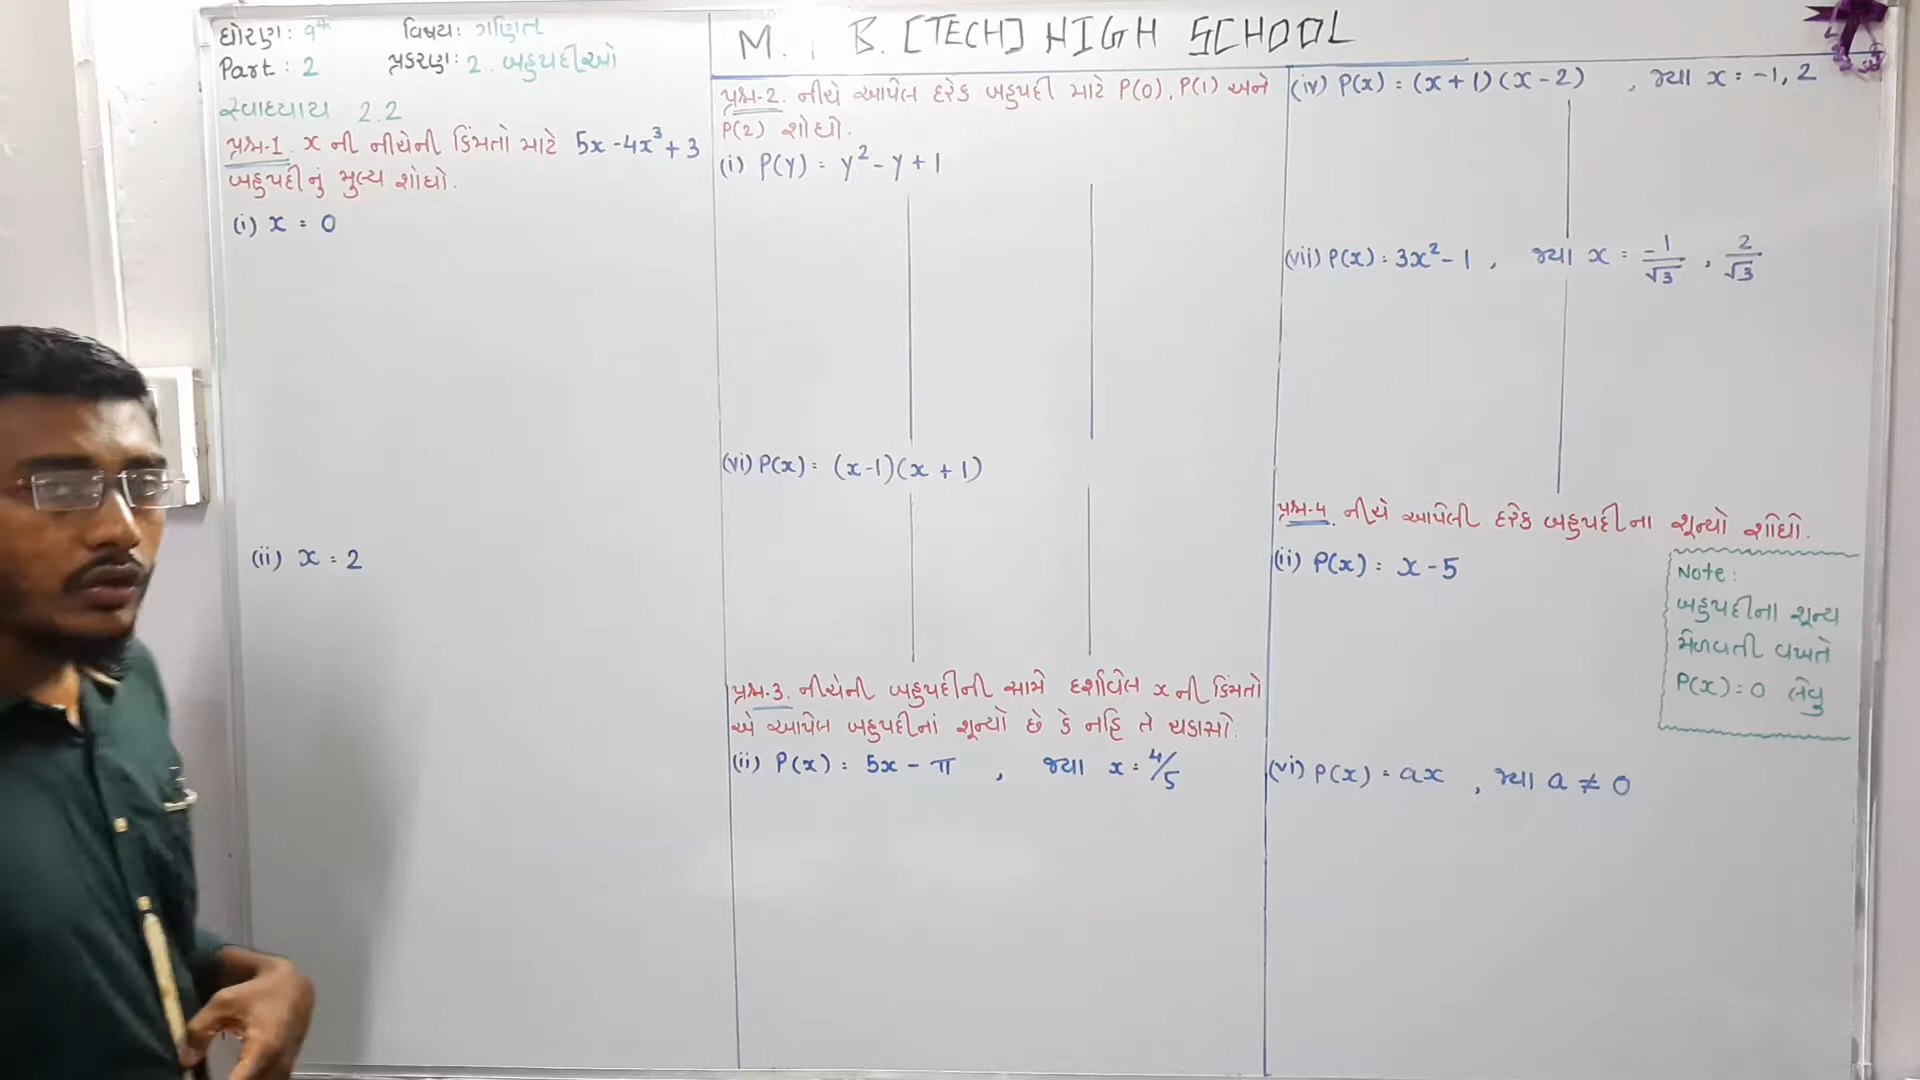 ધોરણ: 9th વિષય: ગણિત
Part: 2 પ્રકરણ: 2. બહુપદીઓ
M. B. [TECH] HIGH SCHOOL
સ્વાધ્યાય 2.2
પ્રશ્ન-1. x ની નીચેની કિંમતો માટે 5x - 4x³ + 3
બહુપદીનું મુલ્ય શોધો.
(i) x = 0
(ii) x = 2
પ્રશ્ન-2. નીચે આપેલ દરેક બહુપદી માટે P(0), P(1) અને
P(2) શોધો.
(i) P(y) = y² - y + 1
(vi) P(x) = (x-1)(x + 1)
પ્રશ્ન-3. નીચેની બહુપદીની સામે દર્શાવેલ x ની કિંમતો
એ આપેલ બહુપદીનાં શૂન્યો છે કે નહિ તે ચકાસો.
(ii) P(x) = 5x - π , જ્યાં x = 4/5
(iv) P(x) = (x + 1) (x - 2) , જ્યાં x = -1, 2
(vii) P(x) = 3x² - 1 , જ્યાં x = -1/√3 , 2/√3
પ્રશ્ન-4. નીચે આપેલી દરેક બહુપદીના શૂન્યો શોધો.
(ii) P(x) = x - 5
Note:
બહુપદીના શૂન્ય
મેળવતી વખતે
P(x) = 0 લેવુ
(vi) P(x) = ax , જ્યાં a ≠ 0